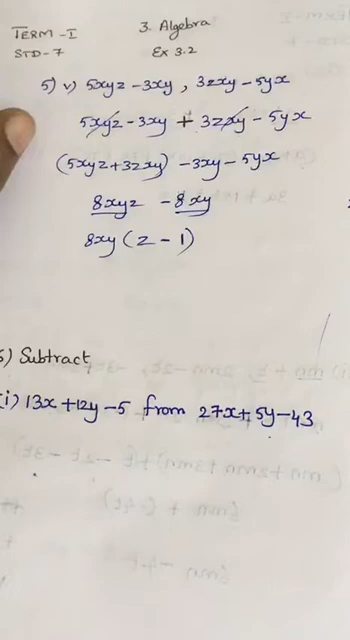 TERM - I 3. Algebra
STD - 7 Ex 3.2
5) v) 5xyz - 3xy , 3zxy - 5yx
5xyz - 3xy + 3zxy - 5yx
(5xyz + 3zxy) - 3xy - 5yx
8xyz - 8xy
8xy (z - 1)
6) Subtract
(i) 13x + 12y - 5 from 27x + 5y - 43